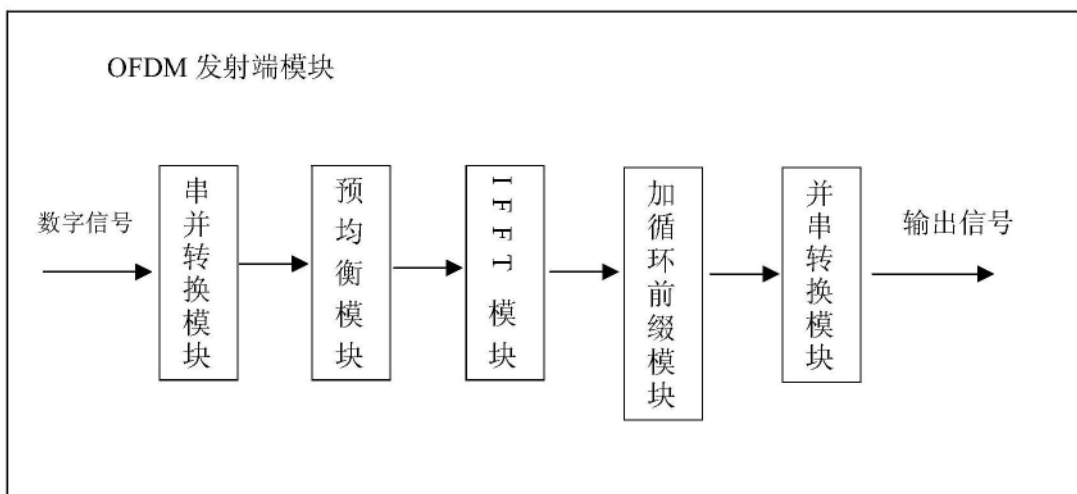 OFDM 发射端模块
数字信号
串并转换模块
预均衡模块
IFFT 模块
加循环前缀模块
并串转换模块
输出信号